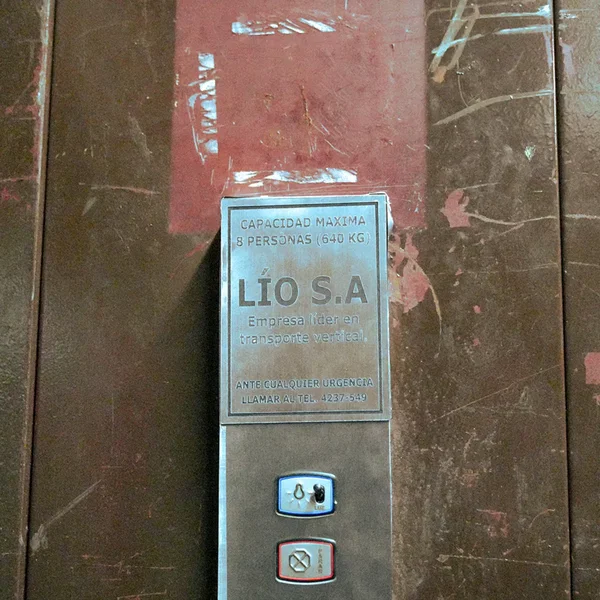 CAPACIDAD MAXIMA
8 PERSONAS (640 KG)
LÍO S.A
Empresa líder en
transporte vertical.
ANTE CUALQUIER URGENCIA
LLAMAR AL TEL. 4237-549